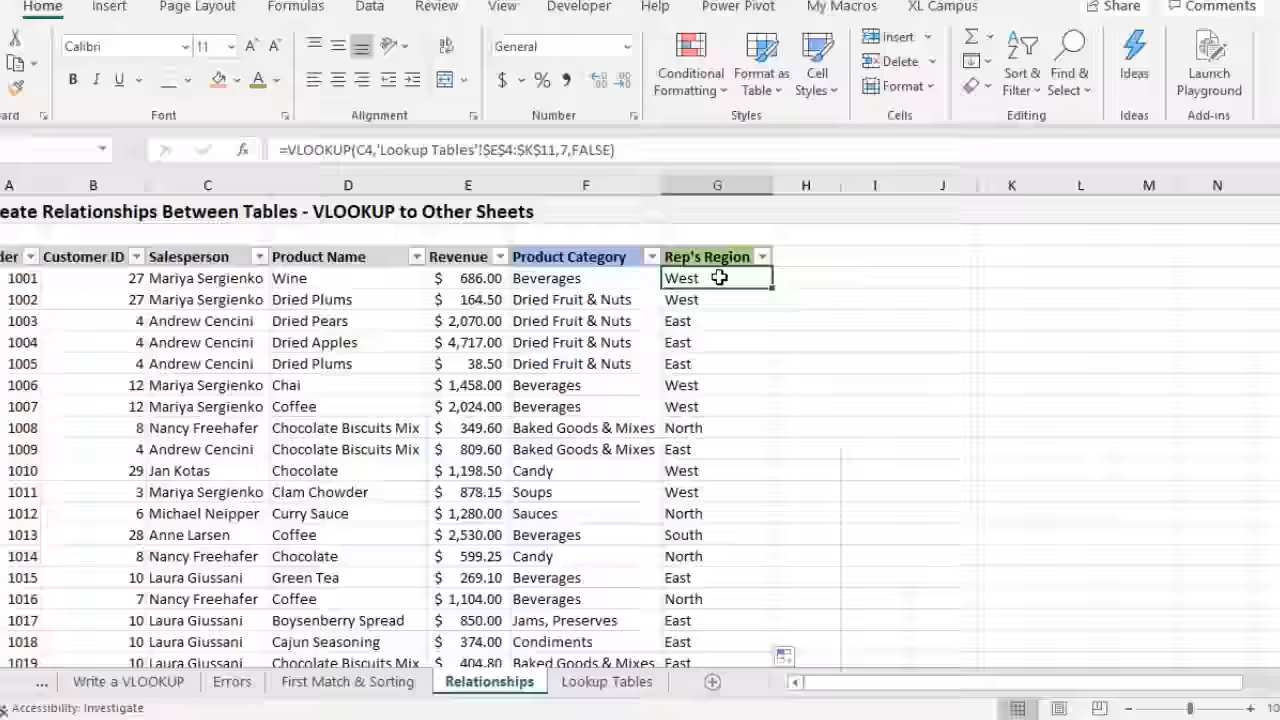 Home Insert Page Layout Formulas Data Review View Developer Help Power Pivot My Macros XL Campus Share Comments
Calibri 11 A A General Insert Conditional Formatting Format as Table Cell Styles Delete Sort & Filter Find & Select Ideas Launch Playground
B I U A $ % Format
ard Font Alignment Number Styles Cells Editing Ideas Add-ins
fx =VLOOKUP(C4,'Lookup Tables'!$E$4:$K$11,7,FALSE)
A B C D E F G H I J K L M N
eate Relationships Between Tables - VLOOKUP to Other Sheets
der Customer ID Salesperson Product Name Revenue Product Category Rep's Region
1001 27 Mariya Sergienko Wine $ 686.00 Beverages West
1002 27 Mariya Sergienko Dried Plums $ 164.50 Dried Fruit & Nuts West
1003 4 Andrew Cencini Dried Pears $ 2,070.00 Dried Fruit & Nuts East
1004 4 Andrew Cencini Dried Apples $ 4,717.00 Dried Fruit & Nuts East
1005 4 Andrew Cencini Dried Plums $ 38.50 Dried Fruit & Nuts East
1006 12 Mariya Sergienko Chai $ 1,458.00 Beverages West
1007 12 Mariya Sergienko Coffee $ 2,024.00 Beverages West
1008 8 Nancy Freehafer Chocolate Biscuits Mix $ 349.60 Baked Goods & Mixes North
1009 4 Andrew Cencini Chocolate Biscuits Mix $ 809.60 Baked Goods & Mixes East
1010 29 Jan Kotas Chocolate $ 1,198.50 Candy West
1011 3 Mariya Sergienko Clam Chowder $ 878.15 Soups West
1012 6 Michael Neipper Curry Sauce $ 1,280.00 Sauces North
1013 28 Anne Larsen Coffee $ 2,530.00 Beverages South
1014 8 Nancy Freehafer Chocolate $ 599.25 Candy North
1015 10 Laura Giussani Green Tea $ 269.10 Beverages East
1016 7 Nancy Freehafer Coffee $ 1,104.00 Beverages North
1017 10 Laura Giussani Boysenberry Spread $ 850.00 Jams, Preserves East
1018 10 Laura Giussani Cajun Seasoning $ 374.00 Condiments East
1019 10 Laura Giussani Chocolate Biscuits Mix $ 404.80 Baked Goods & Mixes East
... Write a VLOOKUP Errors First Match & Sorting Relationships Lookup Tables
Accessibility: Investigate 10